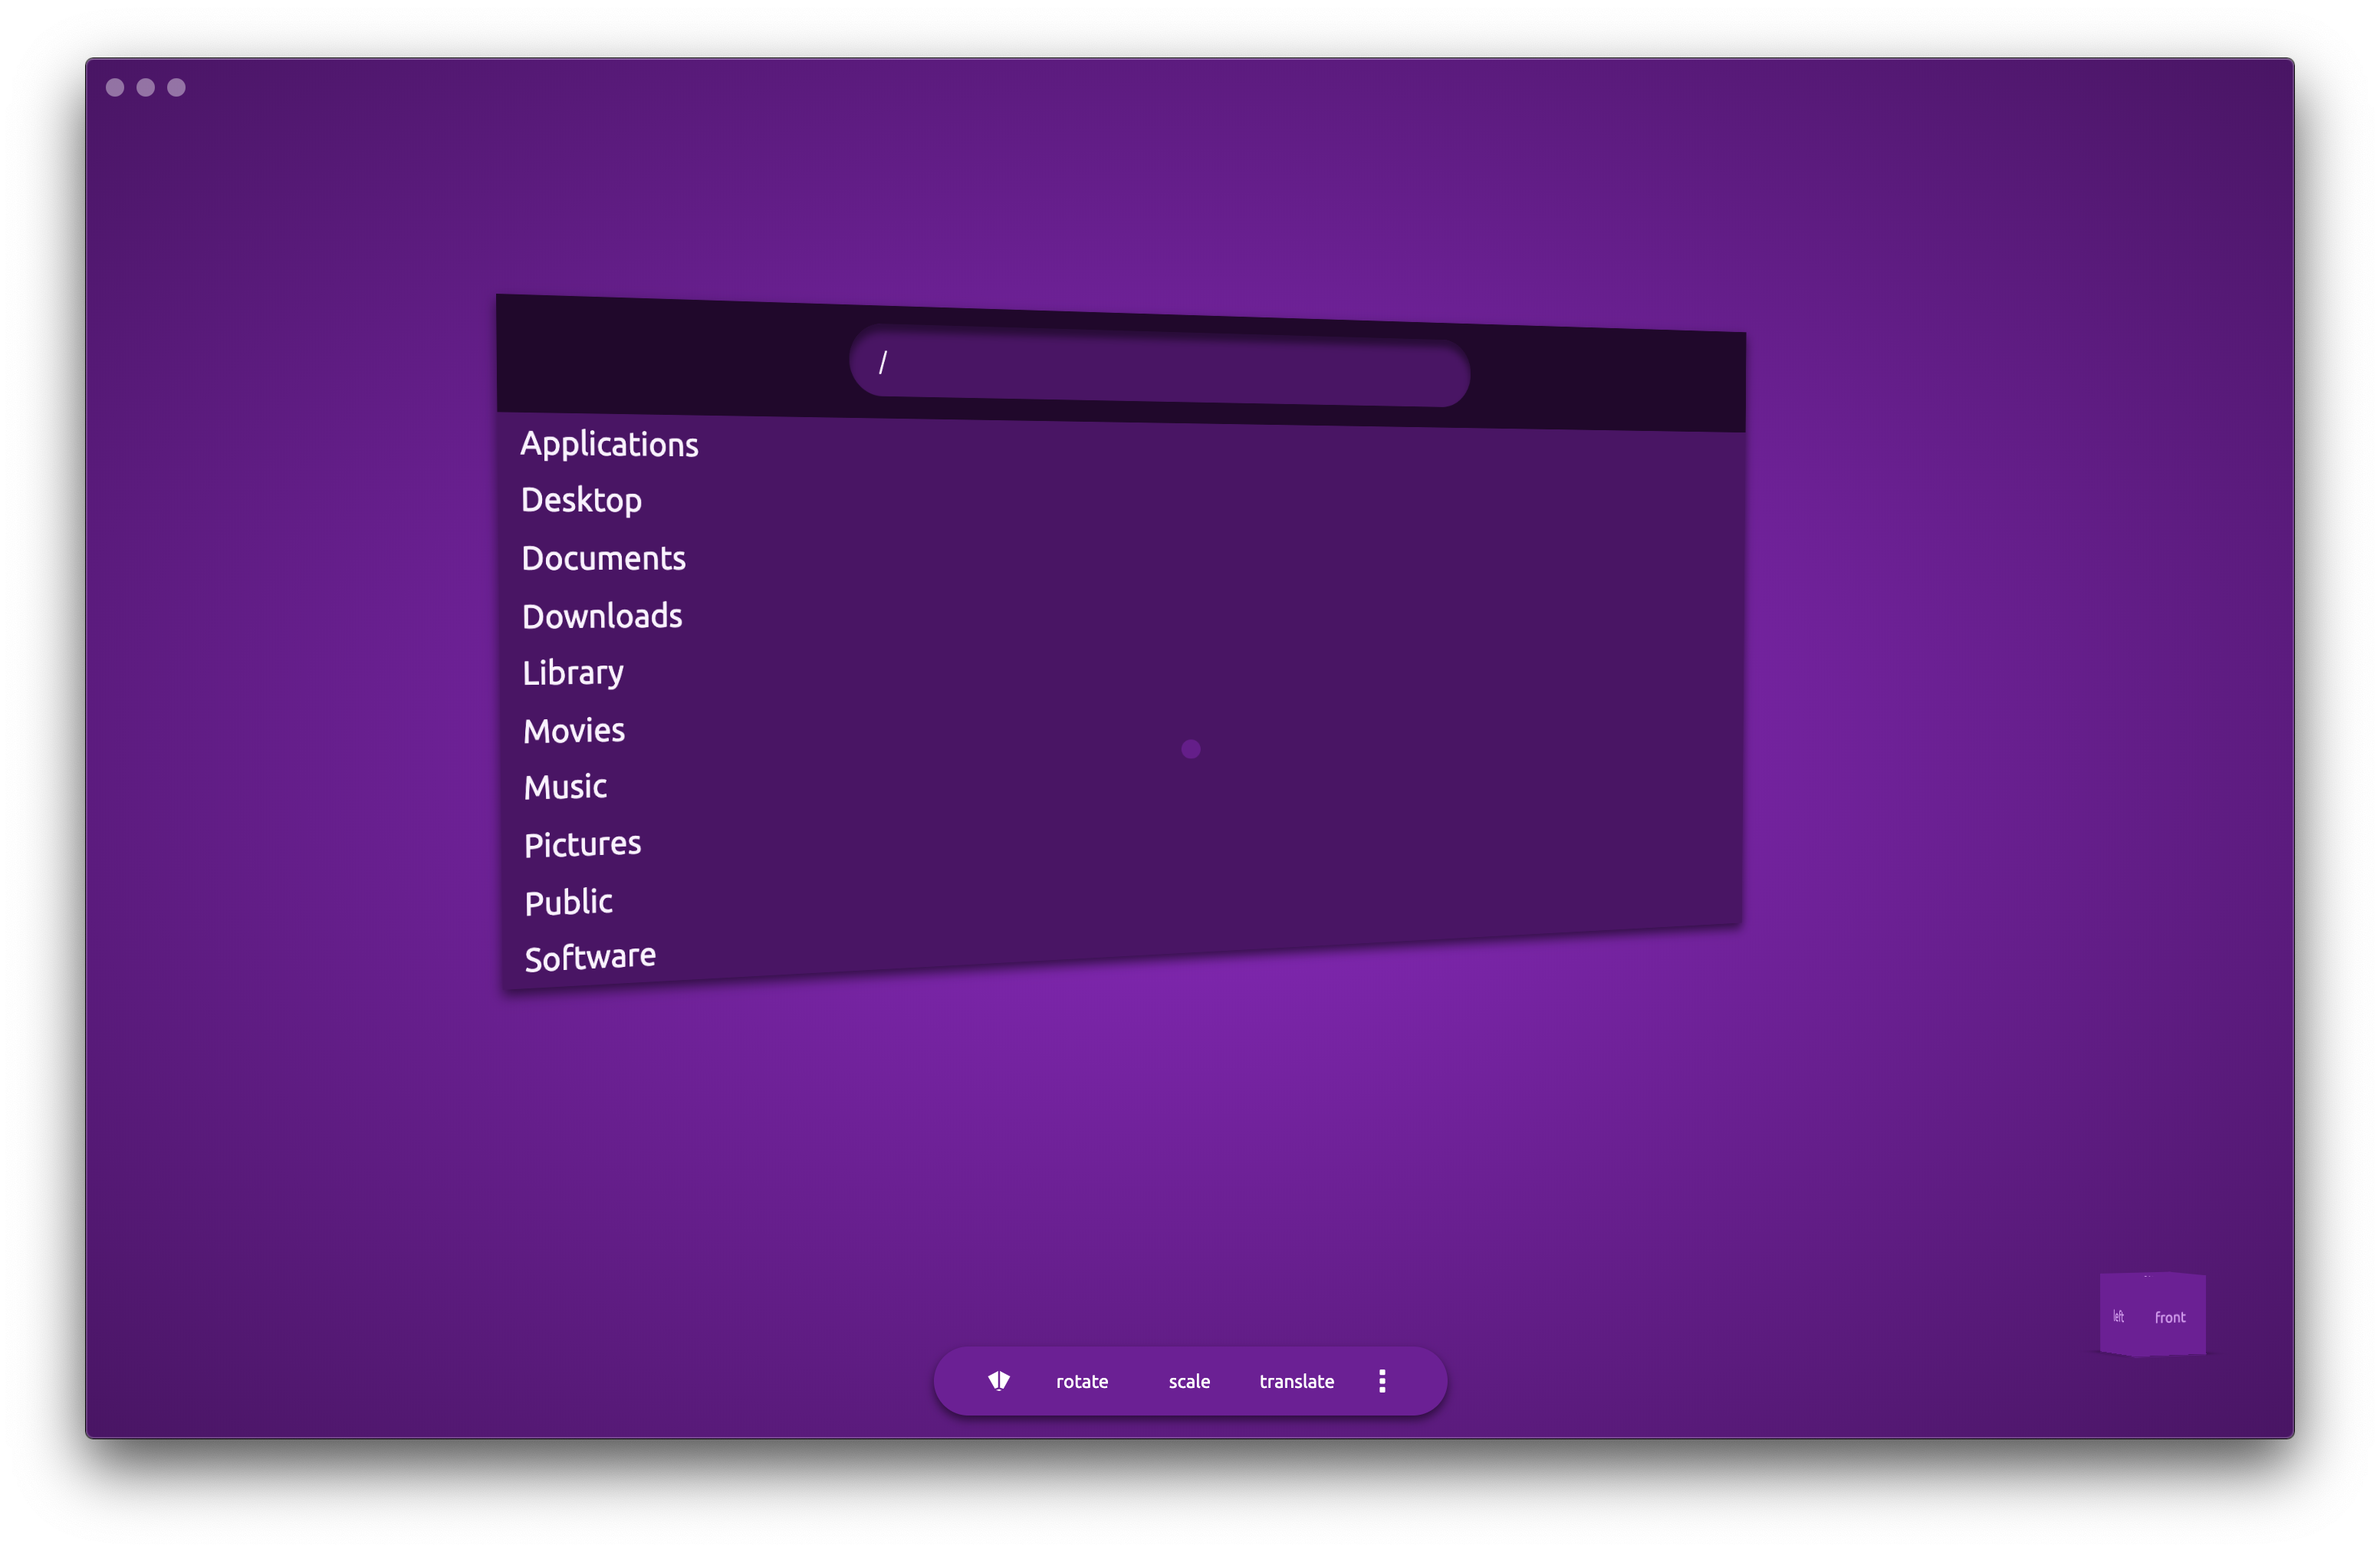 /
Applications
Desktop
Documents
Downloads
Library
Movies
Music
Pictures
Public
Software
left
front
rotate
scale
translate